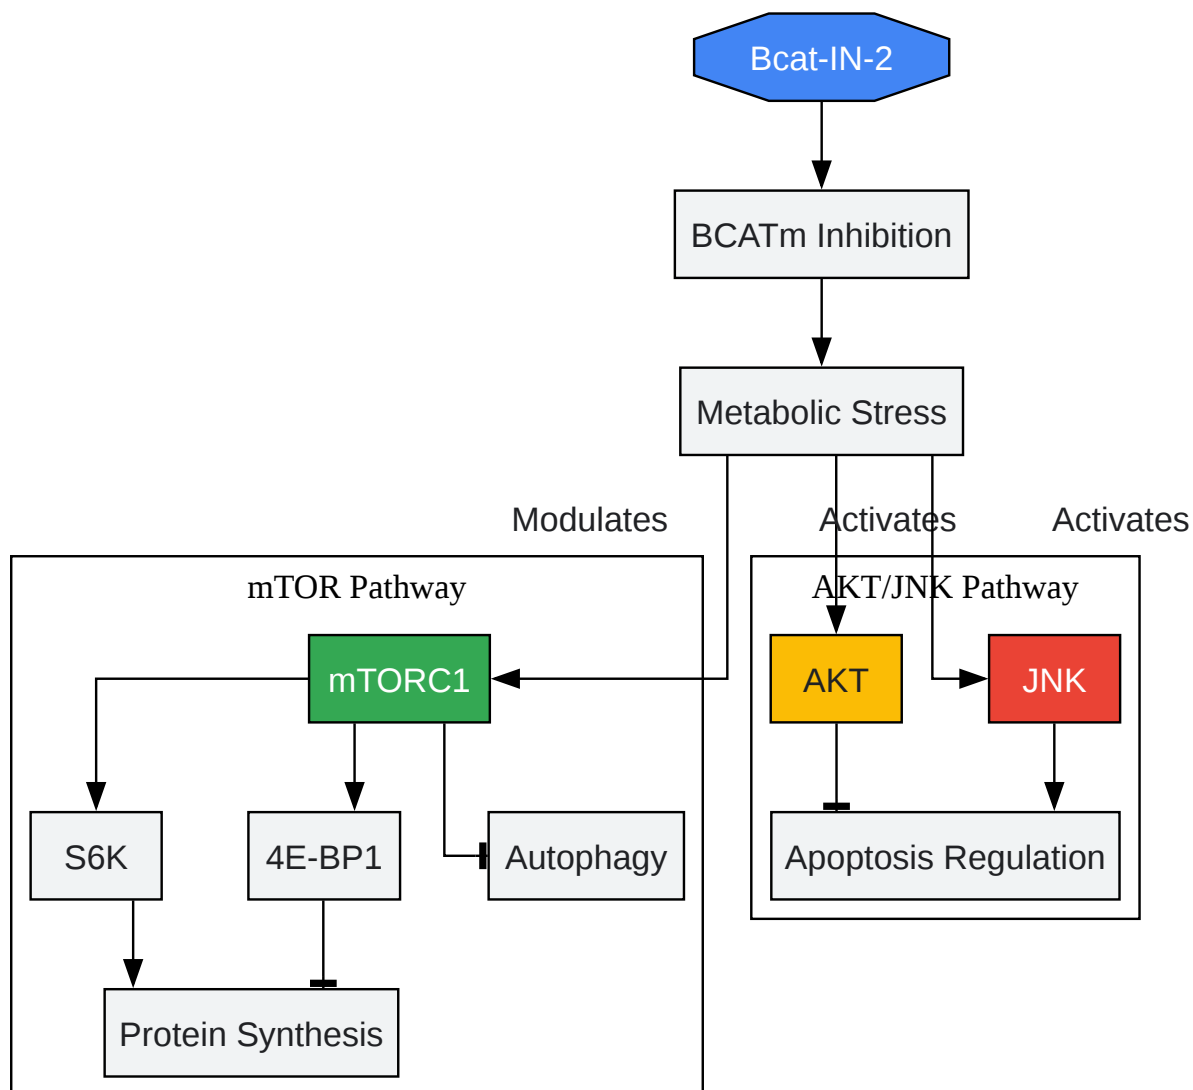 Bcat-IN-2
BCATm Inhibition
Metabolic Stress
Modulates
Activates
Activates
mTOR Pathway
AKT/JNK Pathway
mTORC1
AKT
JNK
S6K
4E-BP1
Autophagy
Apoptosis Regulation
Protein Synthesis